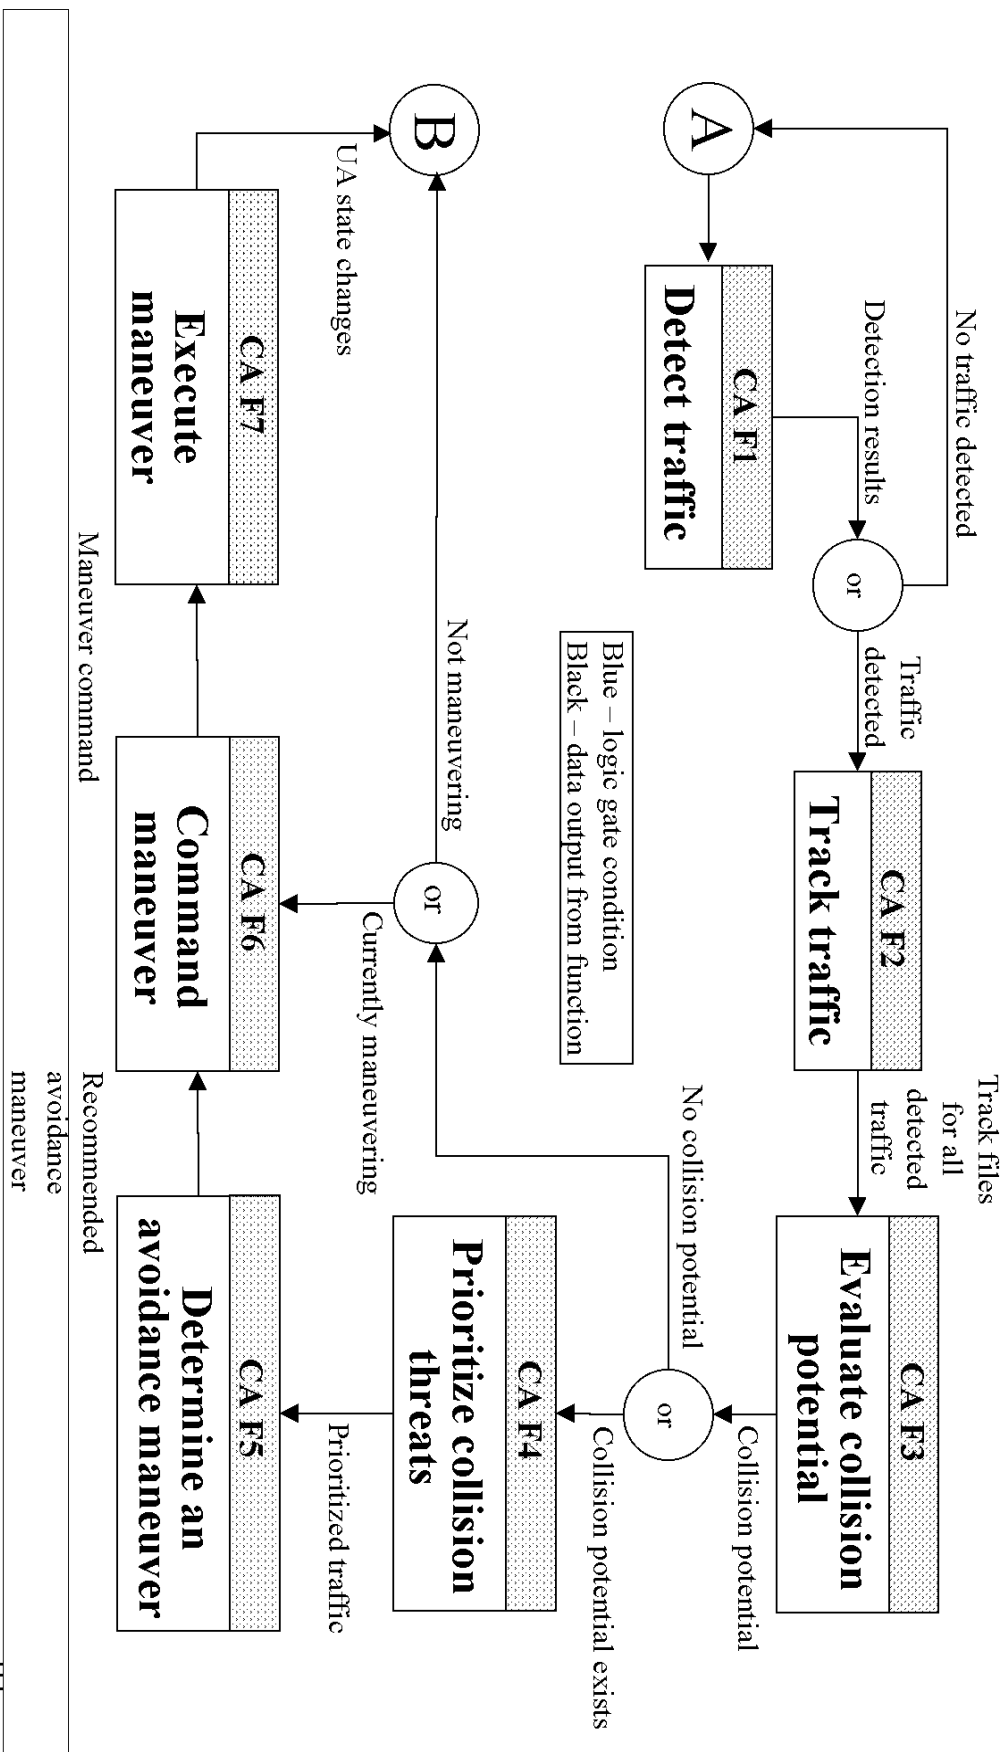 No traffic detected
Detection results
A
CA F1
Detect traffic
or
Traffic
detected
CA F2
Track traffic
Track files
for all
detected
traffic
CA F3
Evaluate collision
potential
Collision potential
or
No collision potential
Collision potential exists
Blue – logic gate condition
Black – data output from function
CA F4
Prioritize collision
threats
Prioritized traffic
B
Not maneuvering
or
Currently maneuvering
UA state changes
CA F7
Execute
maneuver
Maneuver command
CA F6
Command
maneuver
Recommended
avoidance
maneuver
CA F5
Determine an
avoidance maneuver